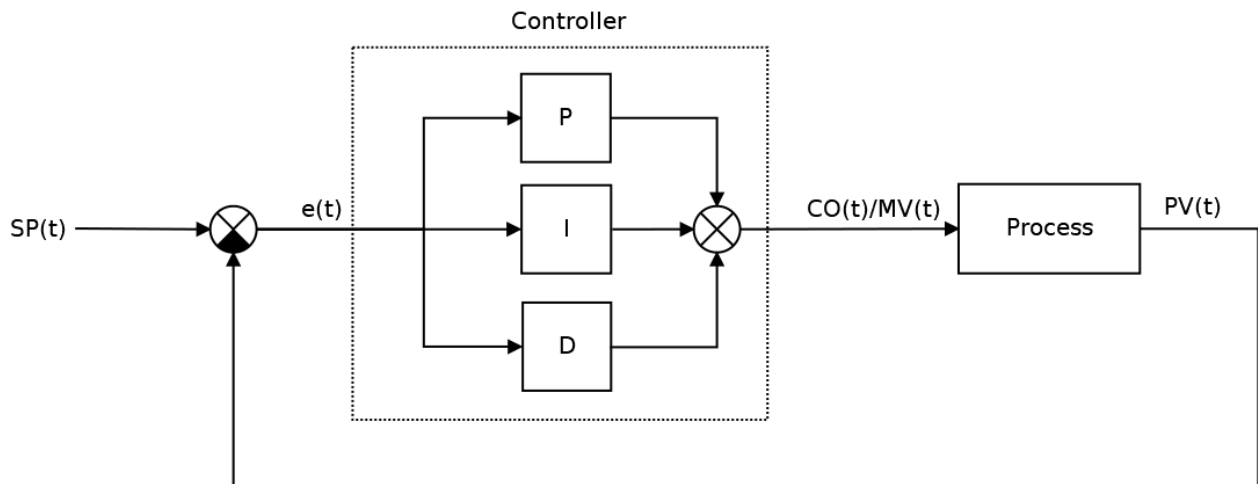 Controller
P
SP(t)
e(t)
I
CO(t)/MV(t)
Process
PV(t)
D